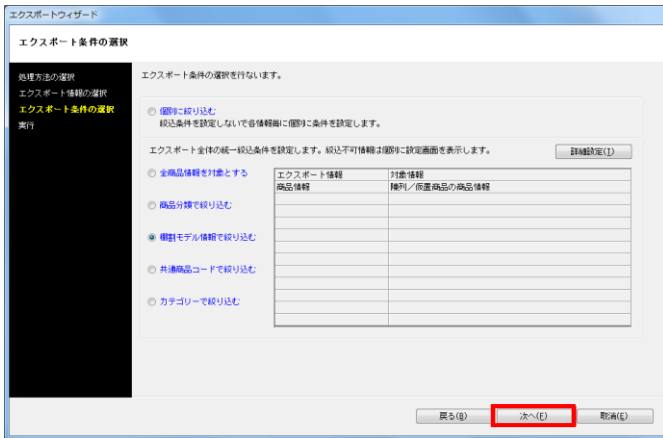 エクスポートウィザード
エクスポート条件の選択
処理方法の選択
エクスポート情報の選択
エクスポート条件の選択
実行
エクスポート条件の選択を行ないます。
個別に絞り込む
絞込条件を設定しないで各情報毎に個別に条件を設定します。
エクスポート全体の統一絞込条件を設定します。絞込不可情報は個別に設定画面を表示します。
詳細設定(T)
全商品情報を対象とする
商品分類で絞り込む
棚割モデル情報で絞り込む
共通商品コードで絞り込む
カテゴリーで絞り込む
エクスポート情報 対象情報
商品情報 陳列／仮置商品の商品情報
戻る(B) 次へ(F) 取消(E)